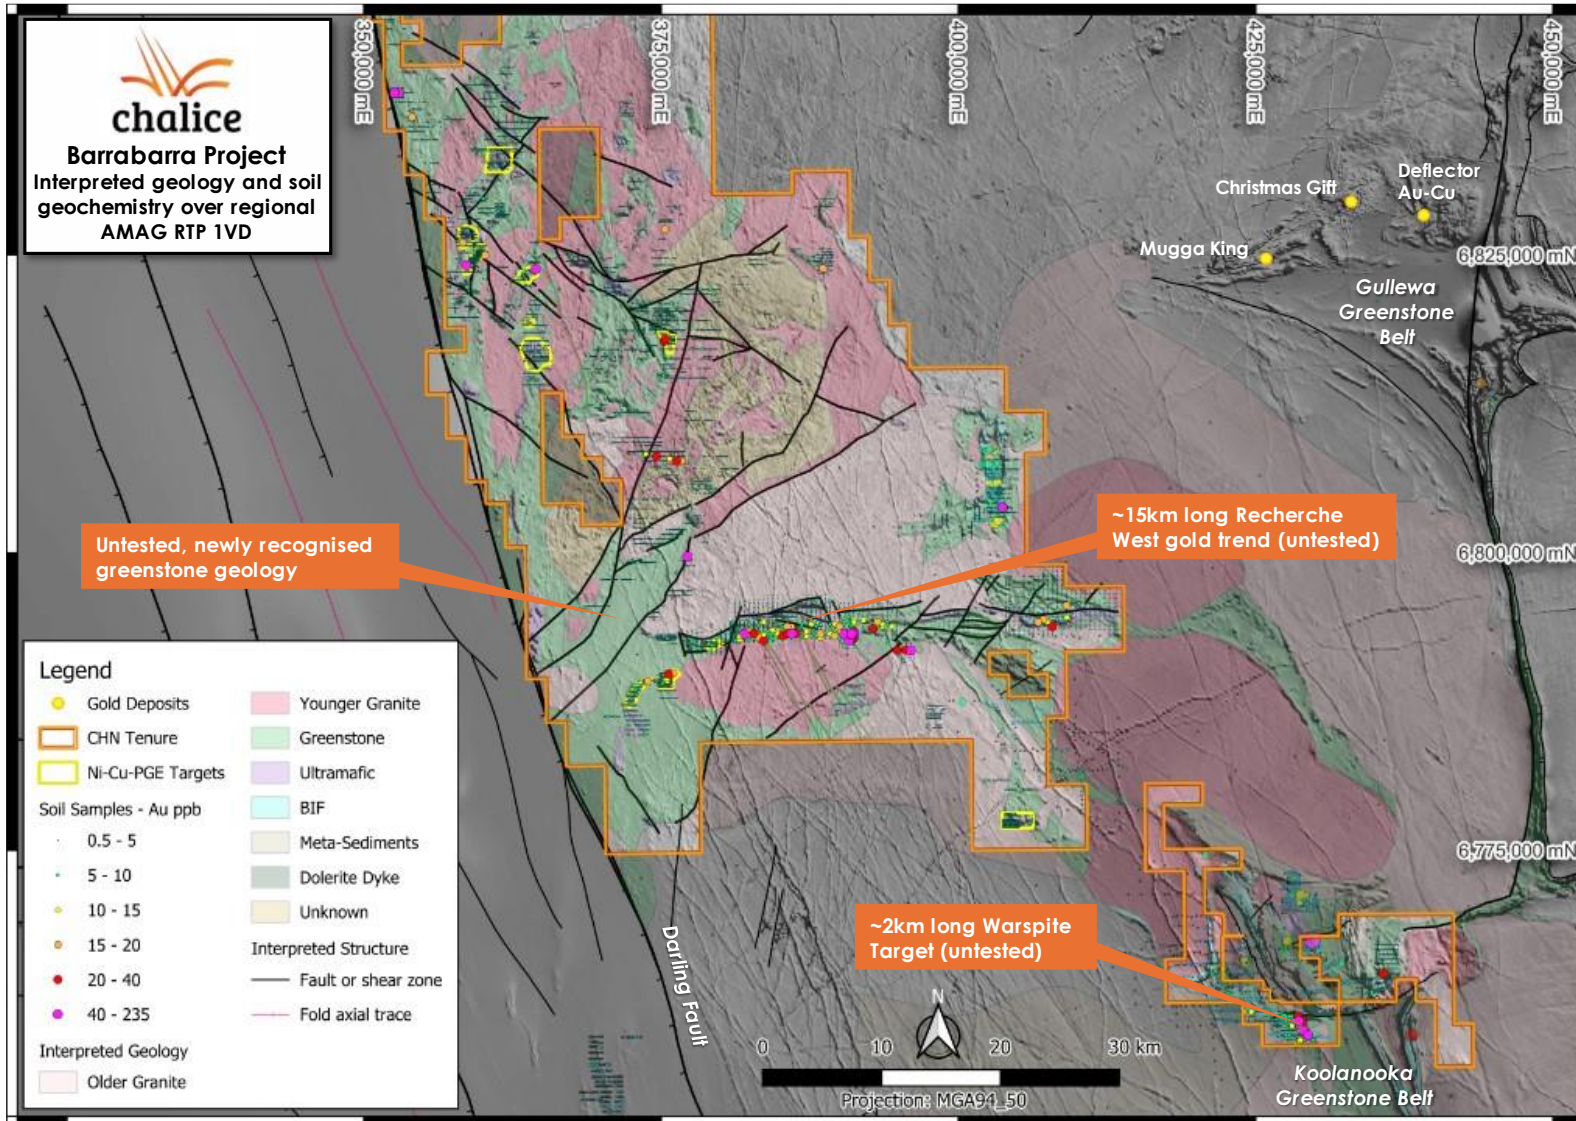 chalice
Barrabarra Project
Interpreted geology and soil
geochemistry over regional
AMAG RTP 1VD
350,000 mE
375,000 mE
400,000 mE
425,000 mE
450,000 mE
Christmas Gift
Deflector
Au-Cu
Mugga King
6,825,000 mN
Gullewa
Greenstone
Belt
~15km long Recherche
West gold trend (untested)
Untested, newly recognised
greenstone geology
6,800,000 mN
Legend
Gold Deposits
CHN Tenure
Ni-Cu-PGE Targets
Soil Samples - Au ppb
0.5 - 5
5 - 10
10 - 15
15 - 20
20 - 40
40 - 235
Interpreted Geology
Older Granite
Younger Granite
Greenstone
Ultramafic
BIF
Meta-Sediments
Dolerite Dyke
Unknown
Interpreted Structure
Fault or shear zone
Fold axial trace
6,775,000 mN
~2km long Warspite
Target (untested)
Darling Fault
N
0 10 20 30 km
Projection: MGA94_50
Koolanooka
Greenstone Belt